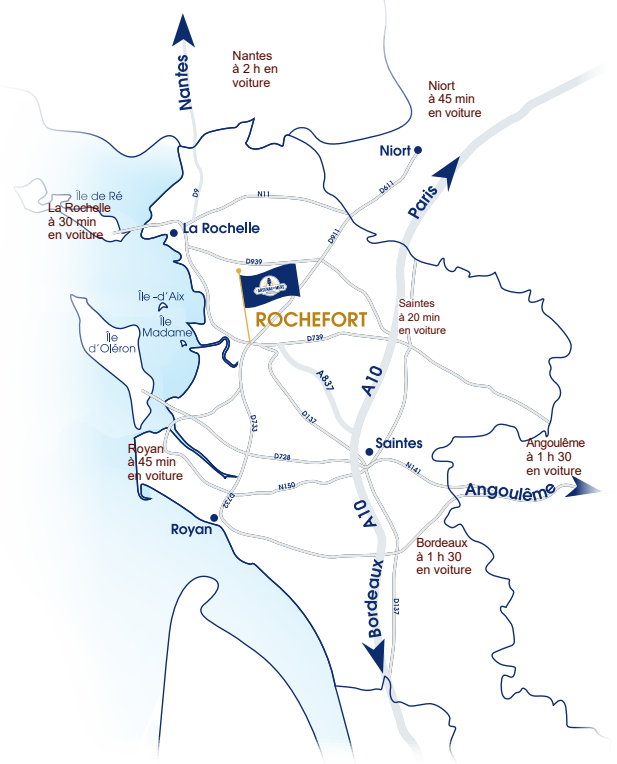 Nantes
à 2 h en
voiture
Nantes
Niort
à 45 min
en voiture
Niort
Paris
D9
N11
D611
Île de Ré
La Rochelle
à 30 min
en voiture
La Rochelle
D911
D939
Île-d'Aix
Île
Madame
Île
d'Oléron
ROCHEFORT
D739
Saintes
à 20 min
en voiture
A837
A10
D733
D137
Saintes
Royan
à 45 min
en voiture
D728
N150
N141
Angoulême
à 1 h 30
en voiture
Angoulême
D732
Royan
A10
Bordeaux
à 1 h 30
en voiture
Bordeaux
D137